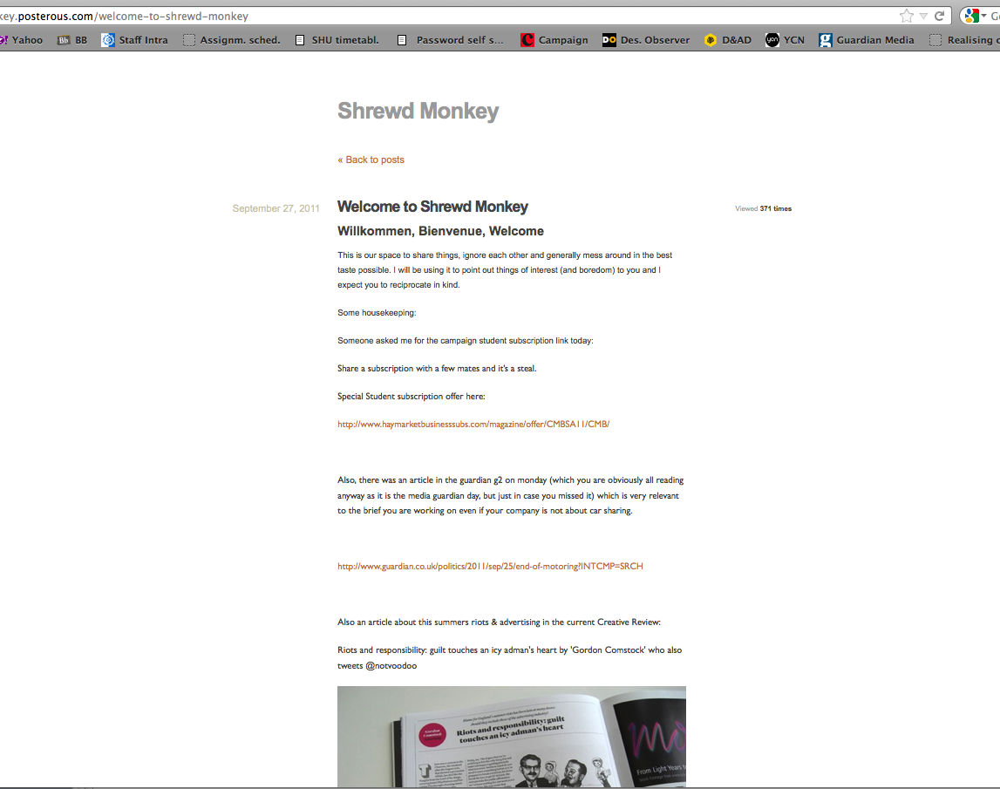 key.posterous.com/welcome-to-shrewd-monkey
Yahoo Bb BB Staff Intra Assignm. sched. SHU timetabl. Password self s... C Campaign DO Des. Observer D&AD ycn YCN g Guardian Media Realising
Shrewd Monkey
« Back to posts
September 27, 2011 Welcome to Shrewd Monkey Viewed 371 times
Willkommen, Bienvenue, Welcome
This is our space to share things, ignore each other and generally mess around in the best
taste possible. I will be using it to point out things of interest (and boredom) to you and I
expect you to reciprocate in kind.
Some housekeeping:
Someone asked me for the campaign student subscription link today:
Share a subscription with a few mates and it's a steal.
Special Student subscription offer here:
http://www.haymarketbusinesssubs.com/magazine/offer/CMBSA11/CMB/
Also, there was an article in the guardian g2 on monday (which you are obviously all reading
anyway as it is the media guardian day, but just in case you missed it) which is very relevant
to the brief you are working on even if your company is not about car sharing.
http://www.guardian.co.uk/politics/2011/sep/25/end-of-motoring?INTCMP=SRCH
Also an article about this summers riots & advertising in the current Creative Review:
Riots and responsibility: guilt touches an icy adman's heart by 'Gordon Comstock' who also
tweets @notvoodoo
Gordon
Comstock
Riots and responsibility: guilt
touches an icy adman's heart
From Light Years to